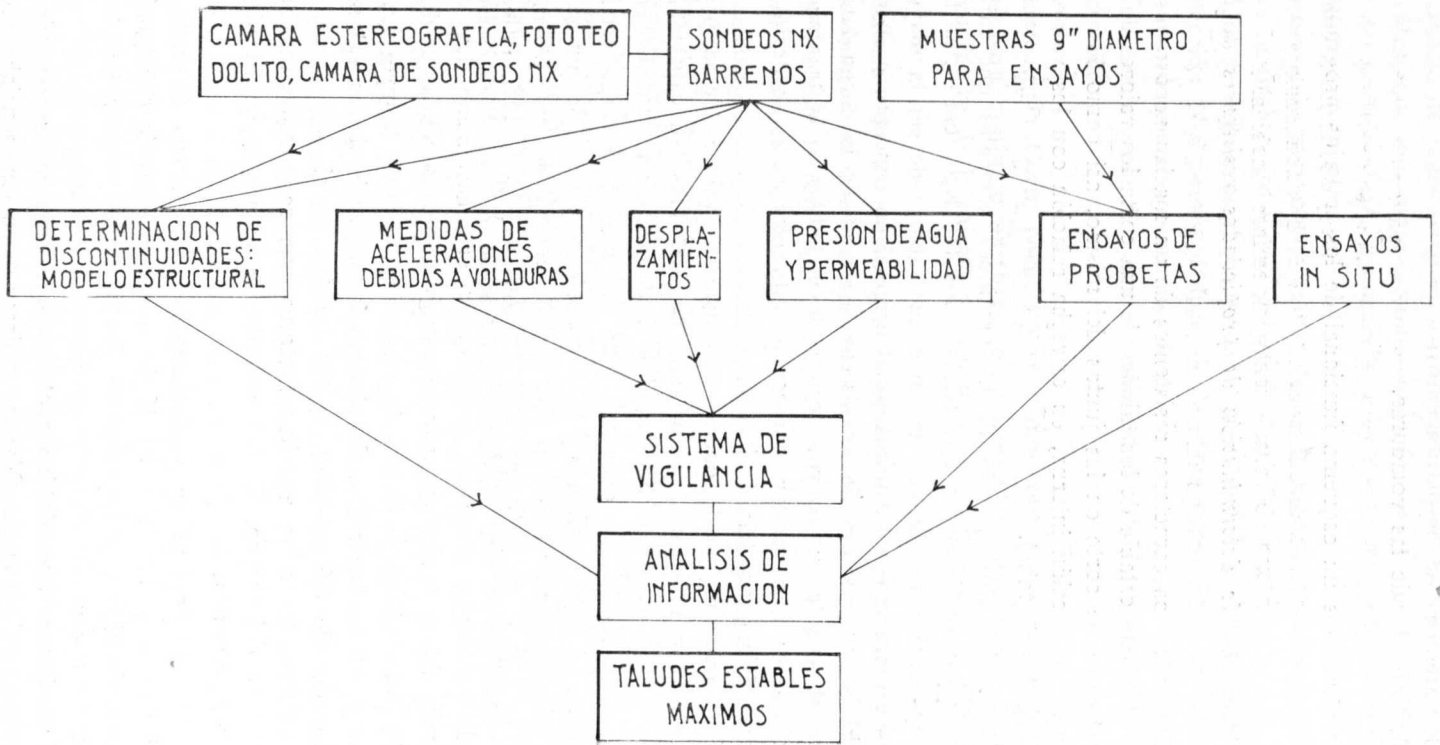 CAMARA ESTEREOGRAFICA, FOTOTEO
DOLITO, CAMARA DE SONDEOS NX
SONDEOS NX
BARRENOS
MUESTRAS 9" DIAMETRO
PARA ENSAYOS
DETERMINACION DE
DISCONTINUIDADES:
MODELO ESTRUCTURAL
MEDIDAS DE
ACELERACIONES
DEBIDAS A VOLADURAS
DESPLA-
ZAMIEN-
TOS
PRESION DE AGUA
Y PERMEABILIDAD
ENSAYOS DE
PROBETAS
ENSAYOS
IN SITU
SISTEMA DE
VIGILANCIA
ANALISIS DE
INFORMACION
TALUDES ESTABLES
MAXIMOS